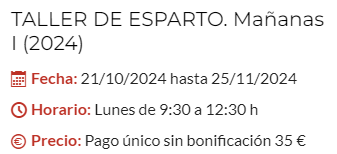 TALLER DE ESPARTO. Mañanas
I (2024)
Fecha: 21/10/2024 hasta 25/11/2024
Horario: Lunes de 9:30 a 12:30 h
Precio: Pago único sin bonificación 35 €